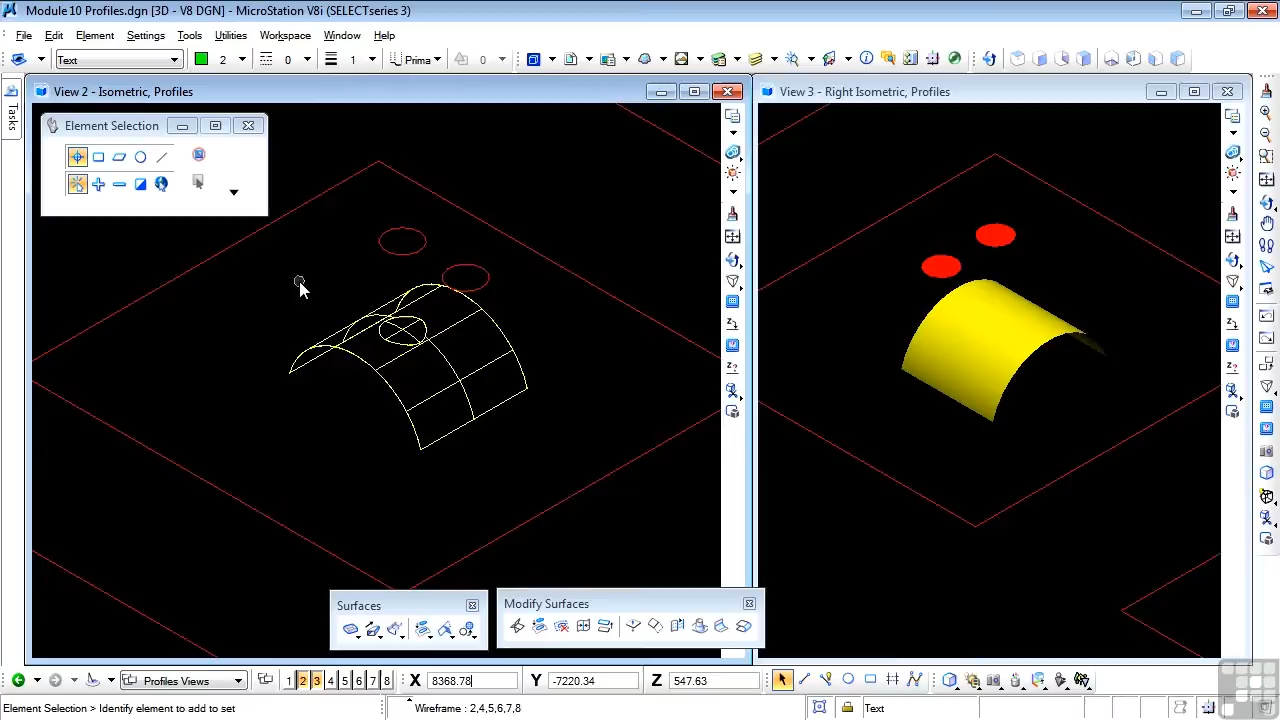 Module 10 Profiles.dgn [3D - V8 DGN] - MicroStation V8i (SELECTseries 3)
File Edit Element Settings Tools Utilities Workspace Window Help
Text 2 0 1 Prima 0
View 2 - Isometric, Profiles
View 3 - Right Isometric, Profiles
Tasks
Element Selection
Surfaces
Modify Surfaces
Profiles Views 1 2 3 4 5 6 7 8 X 8368.78 Y -7220.34 Z 547.63
Element Selection > Identify element to add to set
Wireframe : 2,4,5,6,7,8
Text